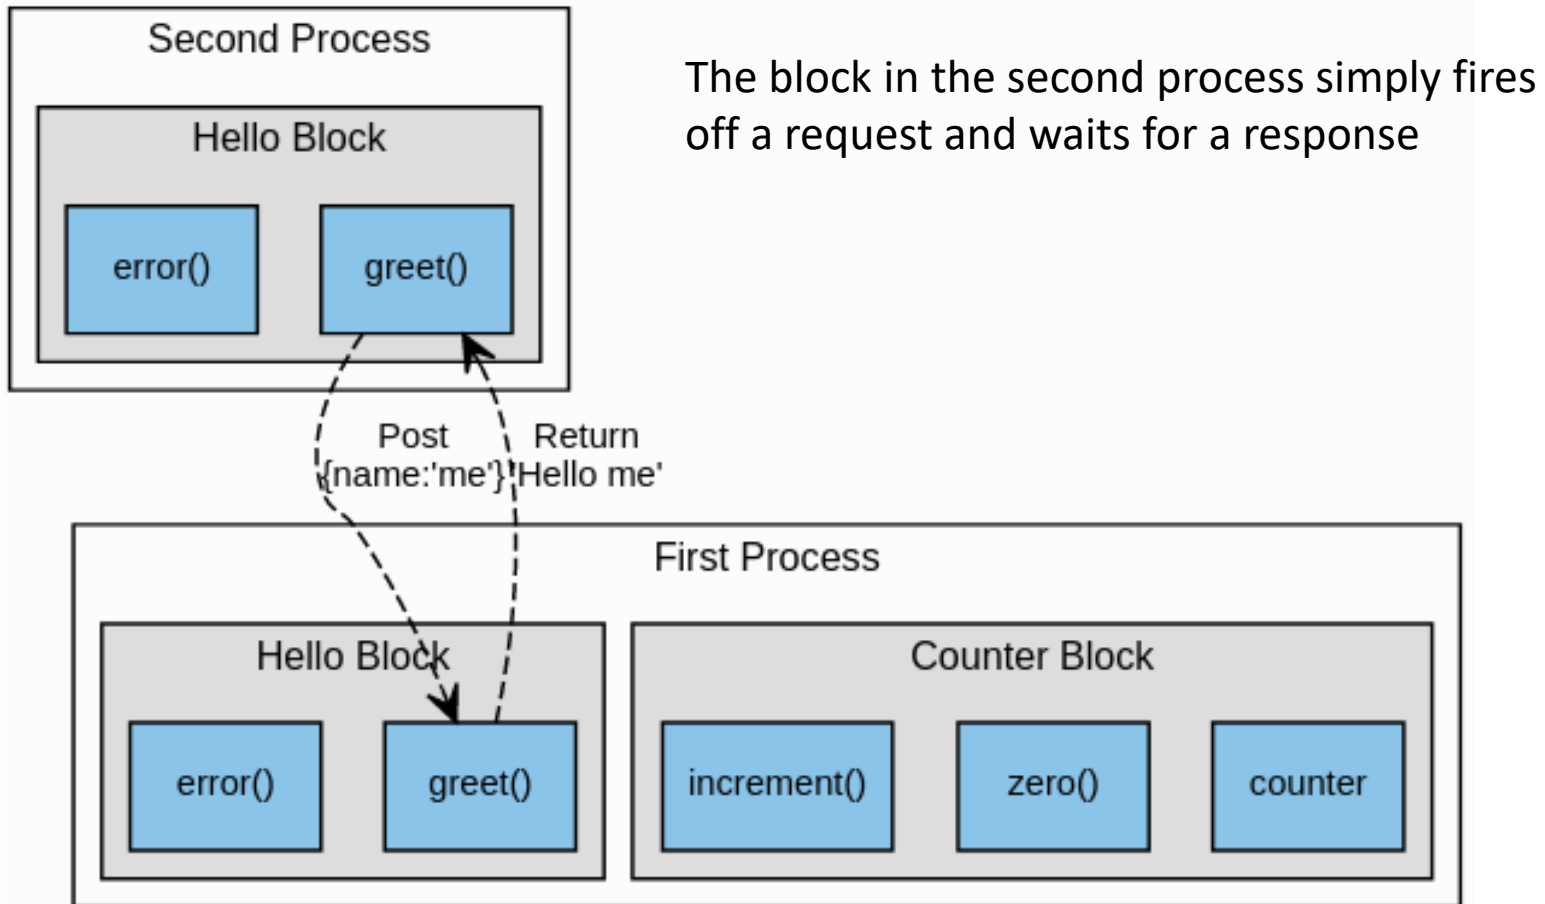 Second Process
The block in the second process simply fires
off a request and waits for a response
Hello Block
error()
greet()
Post
{name:'me'}
Return
'Hello me'
First Process
Hello Block
Counter Block
error()
greet()
increment()
zero()
counter